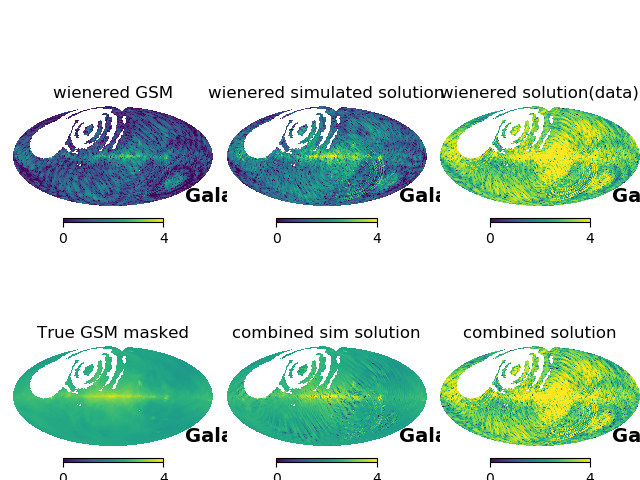 wienered GSM wienered simulated solution wienered solution(data)
Gala Gala Ga
0 4 0 4 0 4
True GSM masked combined sim solution combined solution
Gala Gala Ga
0 4 0 4 0 4